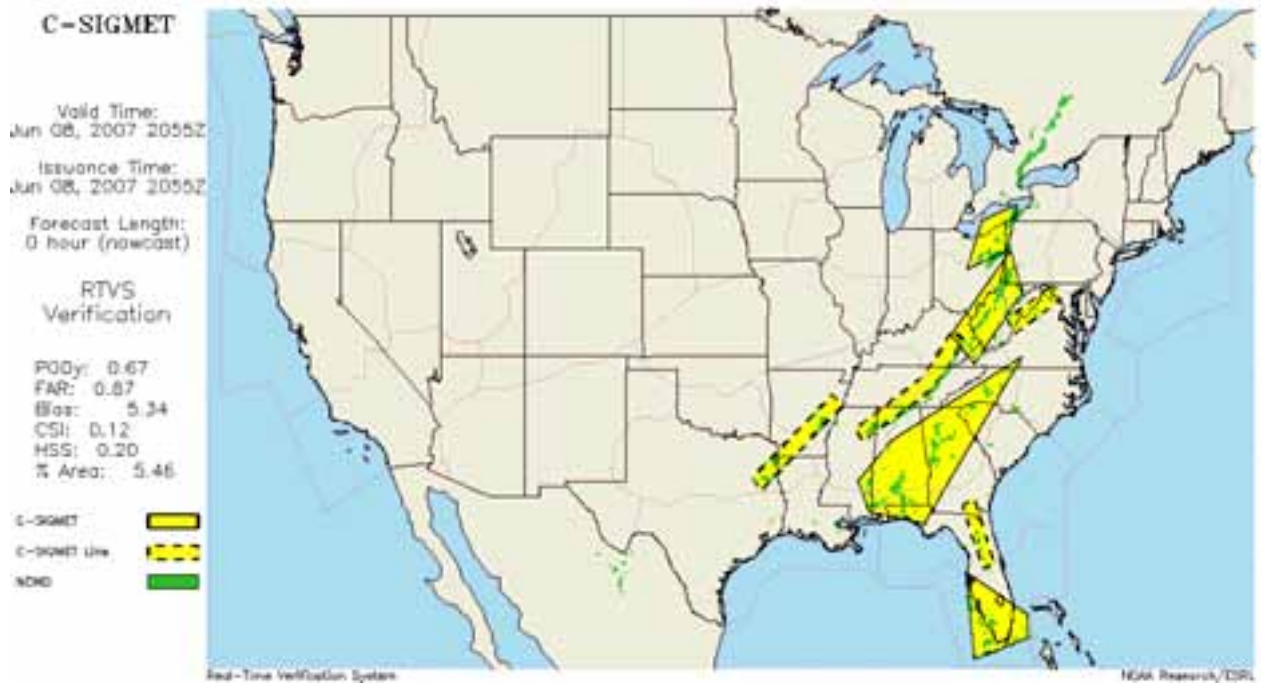 C-SIGMET
Valid Time:
Jun 08, 2007 2055Z
Issuance Time:
Jun 08, 2007 2055Z
Forecast Length:
0 hour (nowcast)
RTVS
Verification
PODy: 0.67
FAR: 0.87
Bias: 5.34
CSI: 0.12
HSS: 0.20
% Area: 5.46
C-SIGMET
C-SIGMET Line
NCWD
Real-Time Verification System
NOAA Research/ESRL